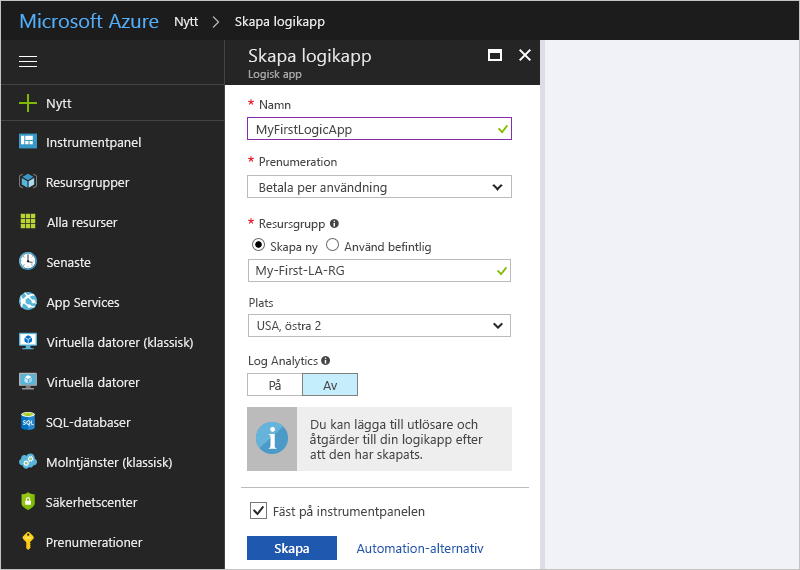 Microsoft Azure Nytt > Skapa logikapp
Nytt
Instrumentpanel
Resursgrupper
Alla resurser
Senaste
App Services
Virtuella datorer (klassisk)
Virtuella datorer
SQL-databaser
Molntjänster (klassisk)
Säkerhetscenter
Prenumerationer
Skapa logikapp
Logisk app
* Namn
MyFirstLogicApp
* Prenumeration
Betala per användning
* Resursgrupp
Skapa ny Använd befintlig
My-First-LA-RG
Plats
USA, östra 2
Log Analytics
På Av
Du kan lägga till utlösare och
åtgärder till din logikapp efter
att den har skapats.
Fäst på instrumentpanelen
Skapa Automation-alternativ